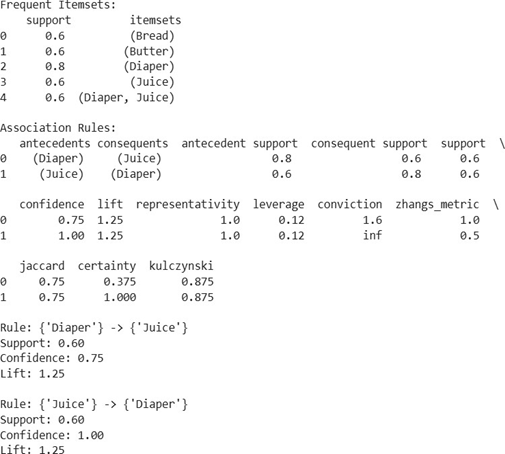 Frequent Itemsets:
   support         itemsets
0      0.6          (Bread)
1      0.6         (Butter)
2      0.8         (Diaper)
3      0.6          (Juice)
4      0.6  (Diaper, Juice)

Association Rules:
  antecedents consequents  antecedent support  consequent support  support  \
0    (Diaper)     (Juice)                 0.8                 0.6      0.6
1     (Juice)    (Diaper)                 0.6                 0.8      0.6

   confidence  lift  representativity  leverage  conviction  zhangs_metric  \
0        0.75  1.25               1.0      0.12         1.6            1.0
1        1.00  1.25               1.0      0.12         inf            0.5

   jaccard  certainty  kulczynski
0     0.75      0.375       0.875
1     0.75      1.000       0.875

Rule: {'Diaper'} -> {'Juice'}
Support: 0.60
Confidence: 0.75
Lift: 1.25

Rule: {'Juice'} -> {'Diaper'}
Support: 0.60
Confidence: 1.00
Lift: 1.25